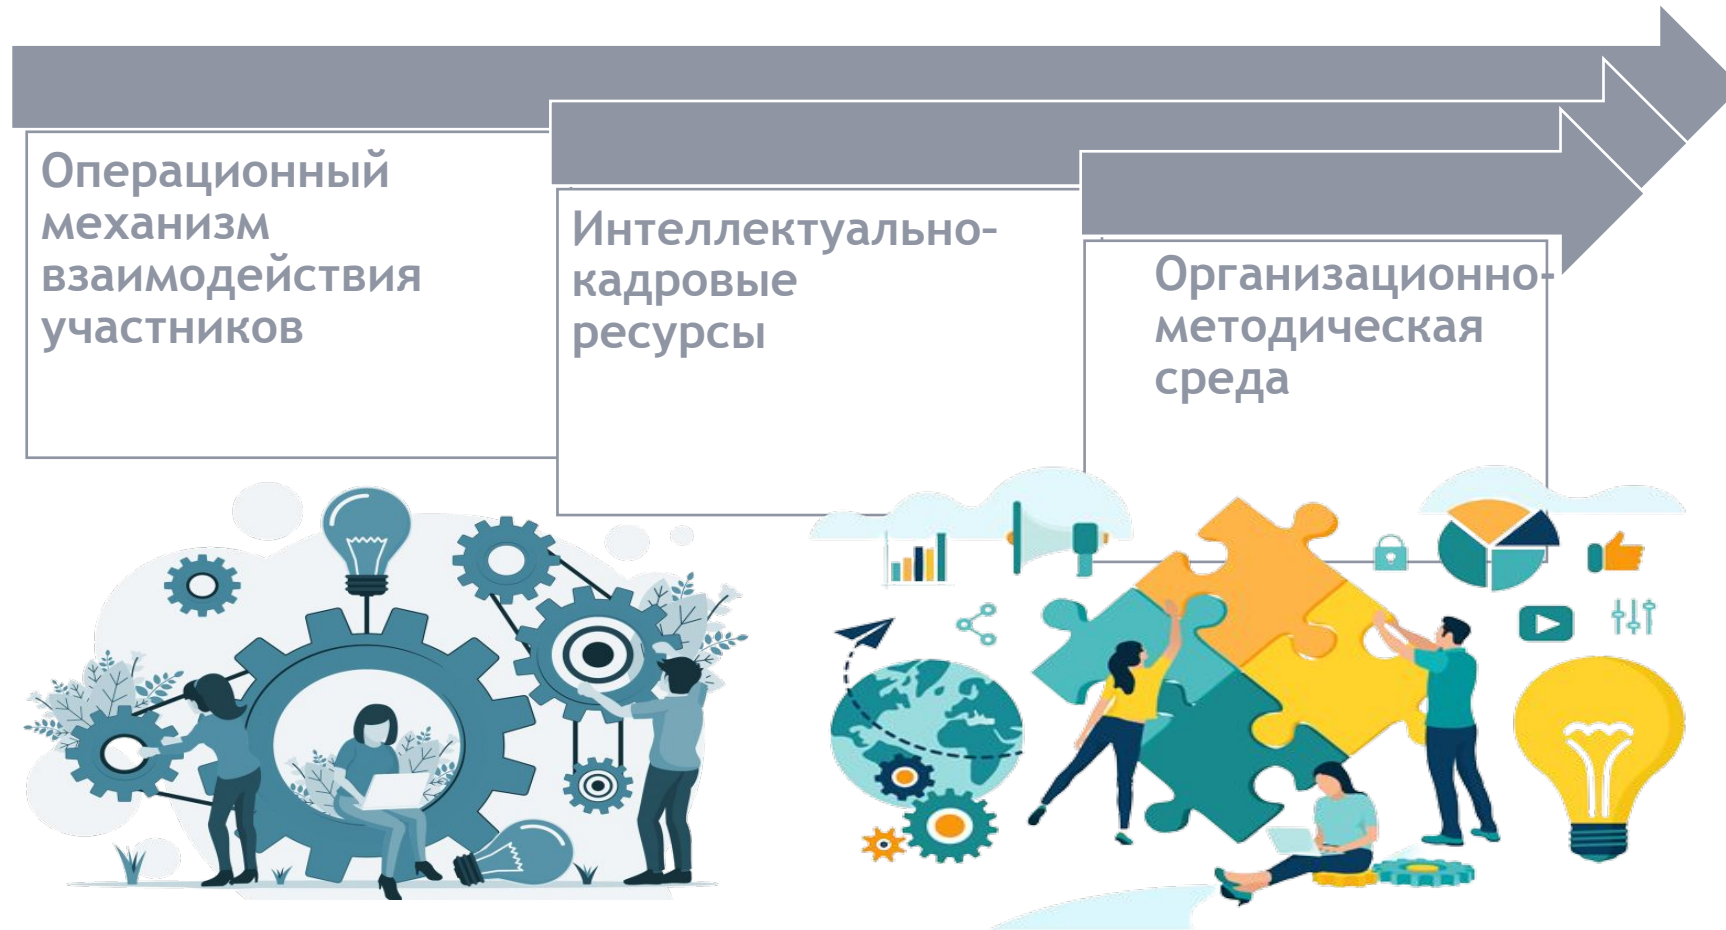 Операционный
механизм
взаимодействия
участников
Интеллектуально-
кадровые
ресурсы
Организационно-
методическая
среда